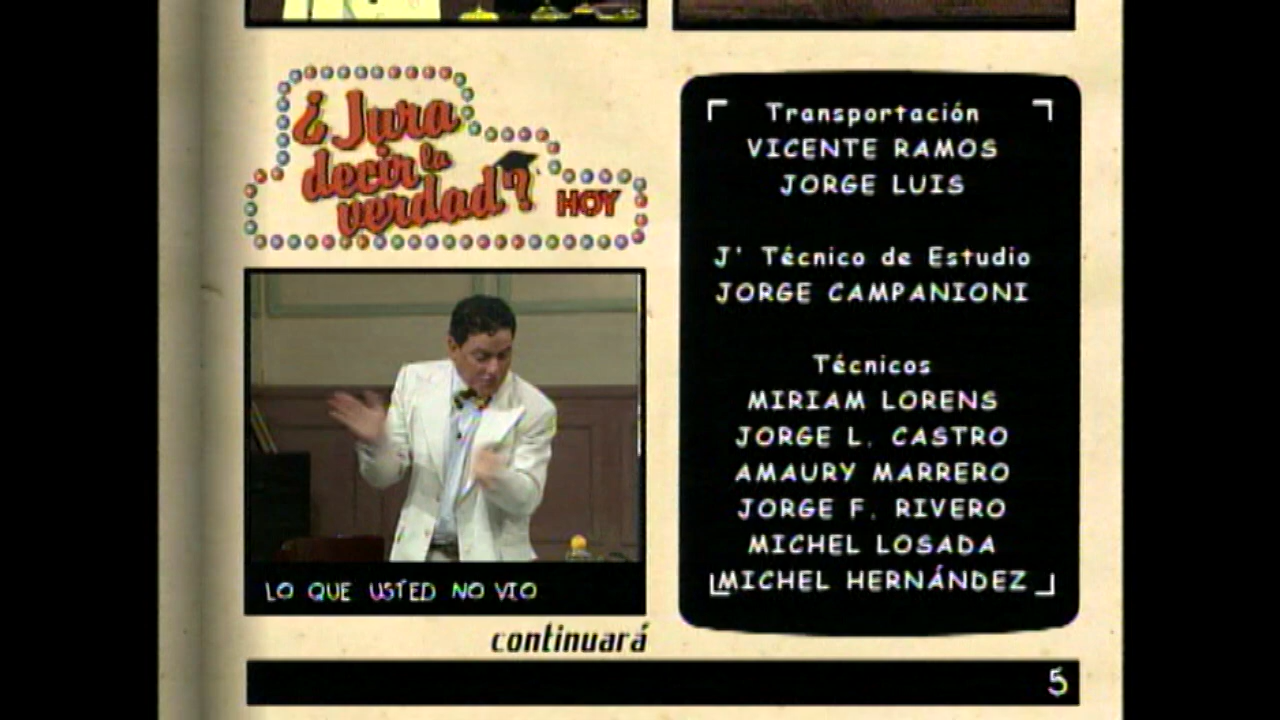 ¿Jura
decir la
verdad?
HOY
LO QUE USTED NO VIO
continuará
Transportación
VICENTE RAMOS
JORGE LUIS
J' Técnico de Estudio
JORGE CAMPANIONI
Técnicos
MIRIAM LORENS
JORGE L. CASTRO
AMAURY MARRERO
JORGE F. RIVERO
MICHEL LOSADA
MICHEL HERNÁNDEZ
5